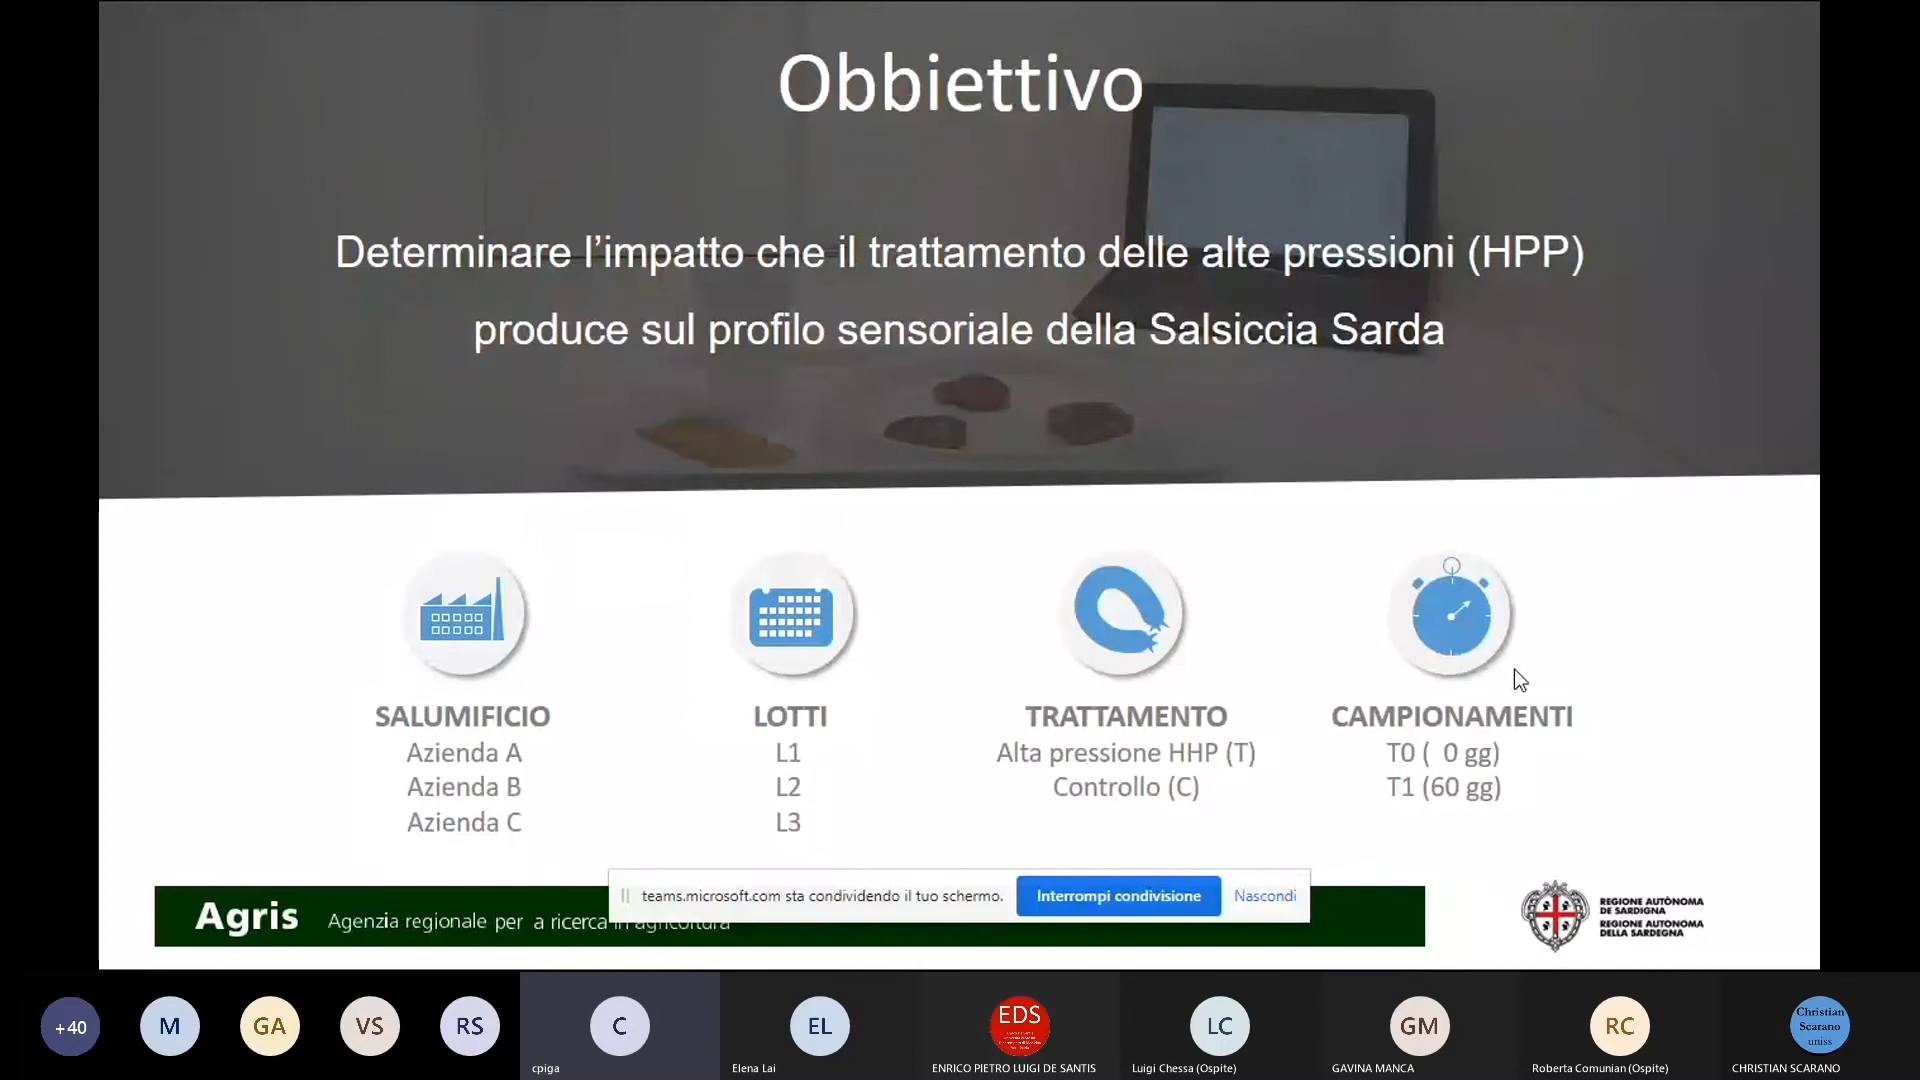 Obbiettivo
Determinare l’impatto che il trattamento delle alte pressioni (HPP)
produce sul profilo sensoriale della Salsiccia Sarda
SALUMIFICIO
Azienda A
Azienda B
Azienda C
LOTTI
L1
L2
L3
TRATTAMENTO
Alta pressione HHP (T)
Controllo (C)
CAMPIONAMENTI
T0 ( 0 gg)
T1 (60 gg)
teams.microsoft.com sta condividendo il tuo schermo.
Interrompi condivisione
Nascondi
Agris
Agenzia regionale per a ricerca in agricoltura
REGIONE AUTÒNOMA
DE SARDIGNA
REGIONE AUTONOMA
DELLA SARDEGNA
+40
M
GA
VS
RS
C
cpiga
EL
Elena Lai
EDS
ENRICO PIETRO LUIGI DE SANTIS
LC
Luigi Chessa (Ospite)
GM
GAVINA MANCA
RC
Roberta Comunian (Ospite)
Christian
Scarano
uniss
CHRISTIAN SCARANO